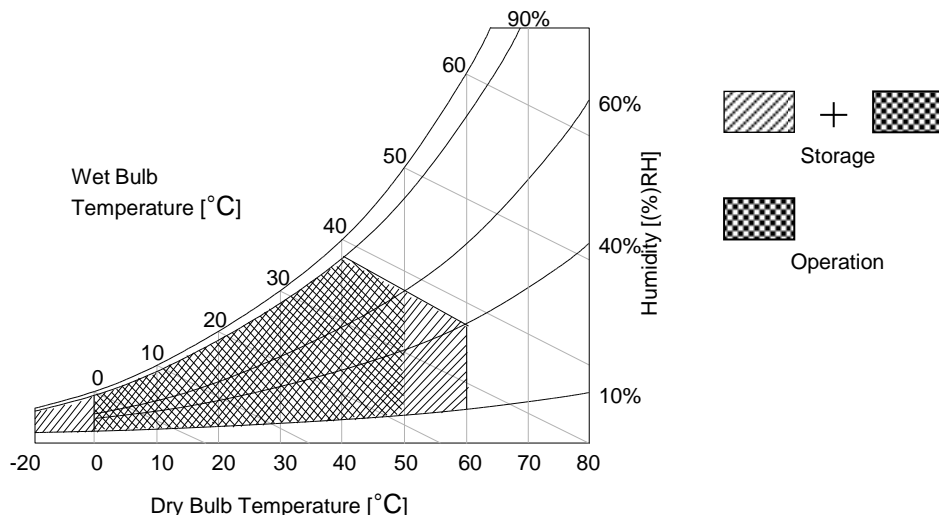 90%
60
60%
50
Wet Bulb
Temperature [°C]
40
30
20
10
0
40%
10%
Humidity [(%)RH]
-20 0 10 20 30 40 50 60 70 80
Dry Bulb Temperature [°C]
+
Storage
Operation